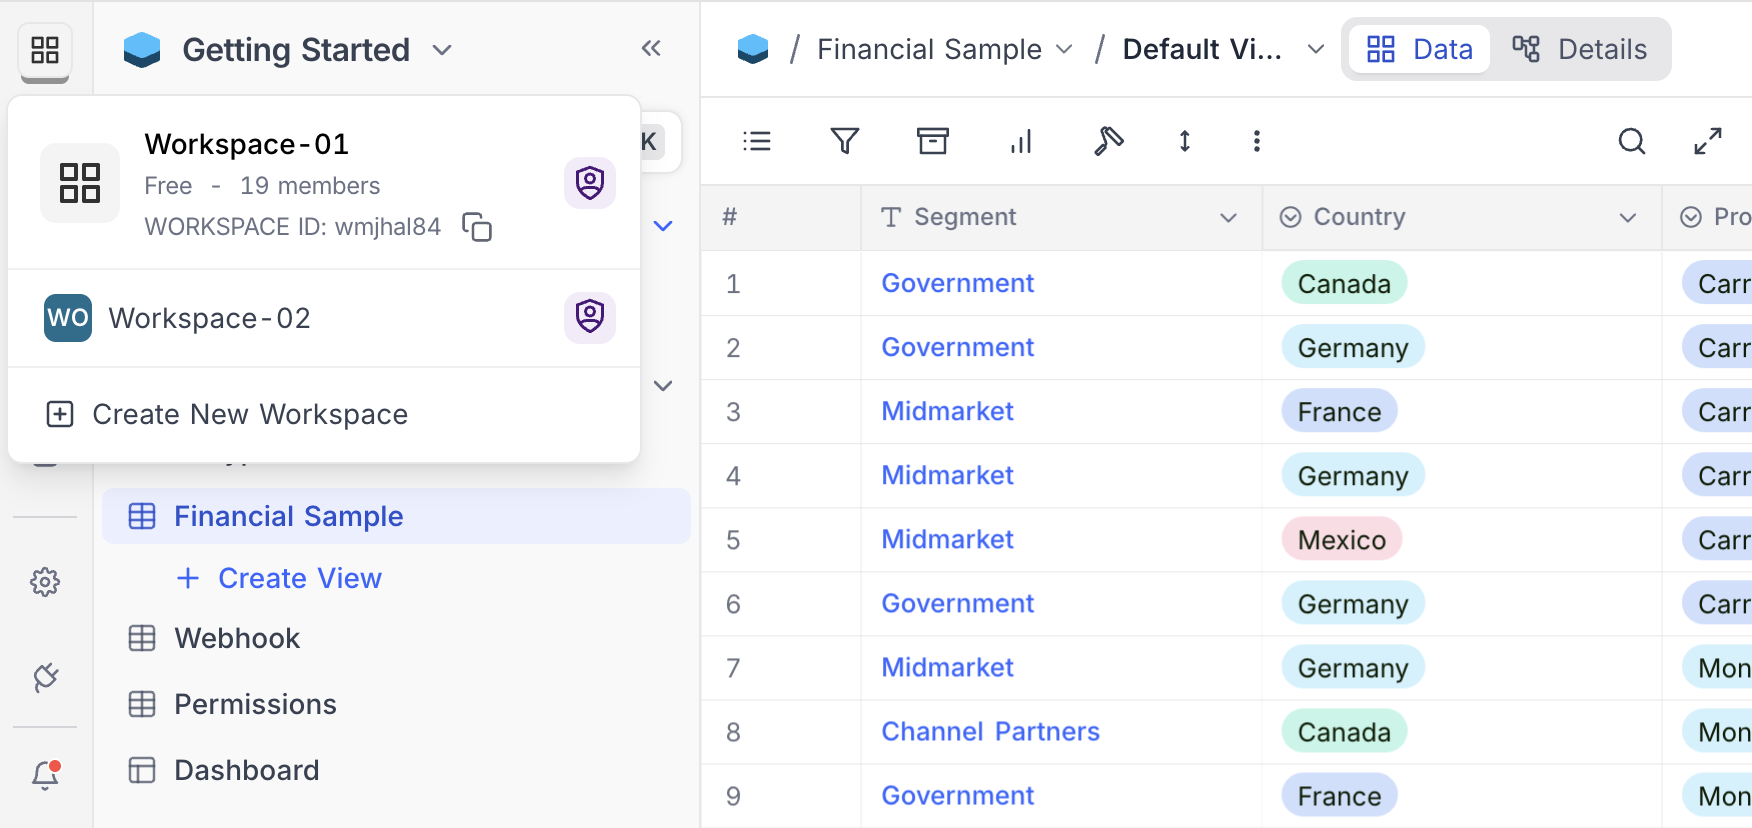 Getting Started
/ Financial Sample / Default Vi...
Data
Details
Workspace-01
Free - 19 members
WORKSPACE ID: wmjhal84
K
WO Workspace-02
Create New Workspace
Financial Sample
+ Create View
Webhook
Permissions
Dashboard
# Segment Country Pro
1 Government Canada Carr
2 Government Germany Carr
3 Midmarket France Carr
4 Midmarket Germany Carr
5 Midmarket Mexico Carr
6 Government Germany Carr
7 Midmarket Germany Mon
8 Channel Partners Canada Mon
9 Government France Mon